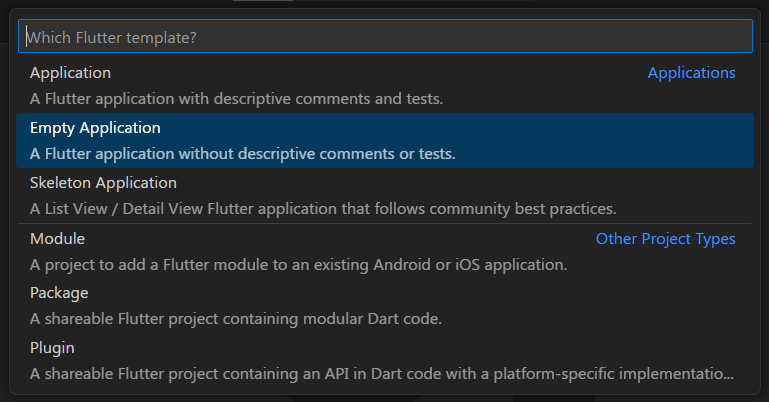 Which Flutter template?
Application Applications
A Flutter application with descriptive comments and tests.
Empty Application
A Flutter application without descriptive comments or tests.
Skeleton Application
A List View / Detail View Flutter application that follows community best practices.
Module Other Project Types
A project to add a Flutter module to an existing Android or iOS application.
Package
A shareable Flutter project containing modular Dart code.
Plugin
A shareable Flutter project containing an API in Dart code with a platform-specific implementatio...